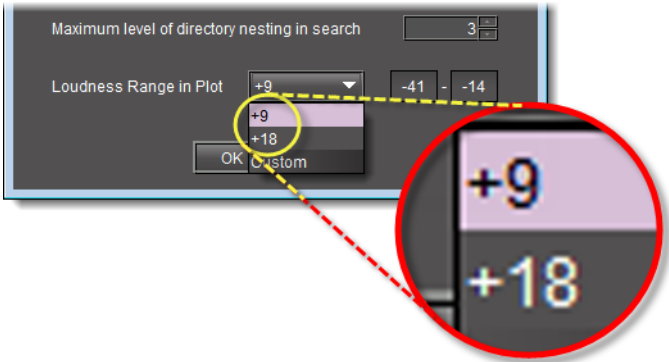 Maximum level of directory nesting in search 3
Loudness Range in Plot +9 -41 - -14
+9
+18
OK Custom
+9
+18